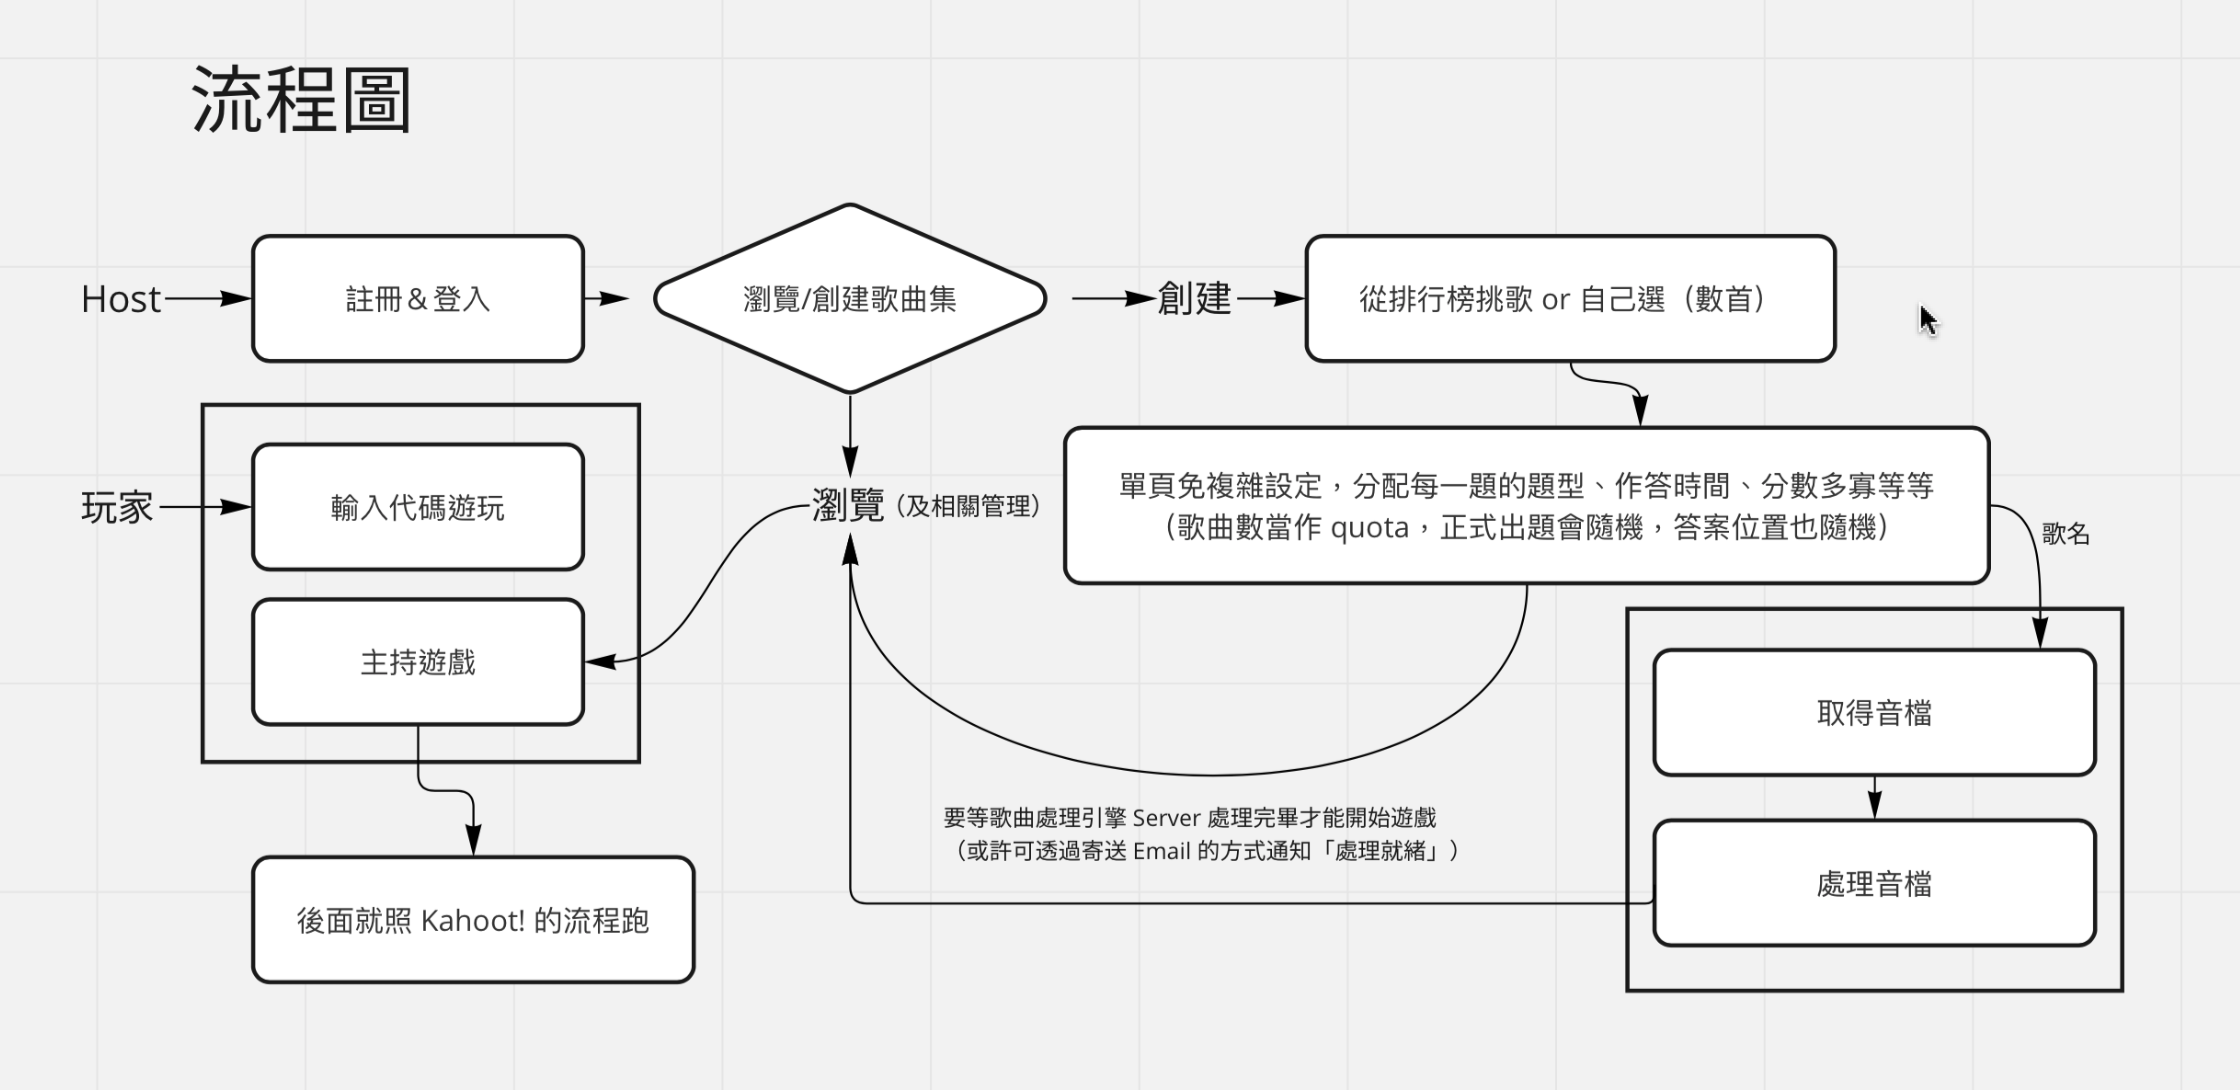 流程圖
Host
註冊 & 登入
瀏覽/創建歌曲集
創建
從排行榜挑歌 or 自己選（數首）
玩家
輸入代碼遊玩
主持遊戲
瀏覽（及相關管理）
單頁免複雜設定，分配每一題的題型、作答時間、分數多寡等等
（歌曲數當作 quota，正式出題會隨機，答案位置也隨機）
歌名
取得音檔
處理音檔
要等歌曲處理引擎 Server 處理完畢才能開始遊戲
（或許可透過寄送 Email 的方式通知「處理就緒」）
後面就照 Kahoot! 的流程跑